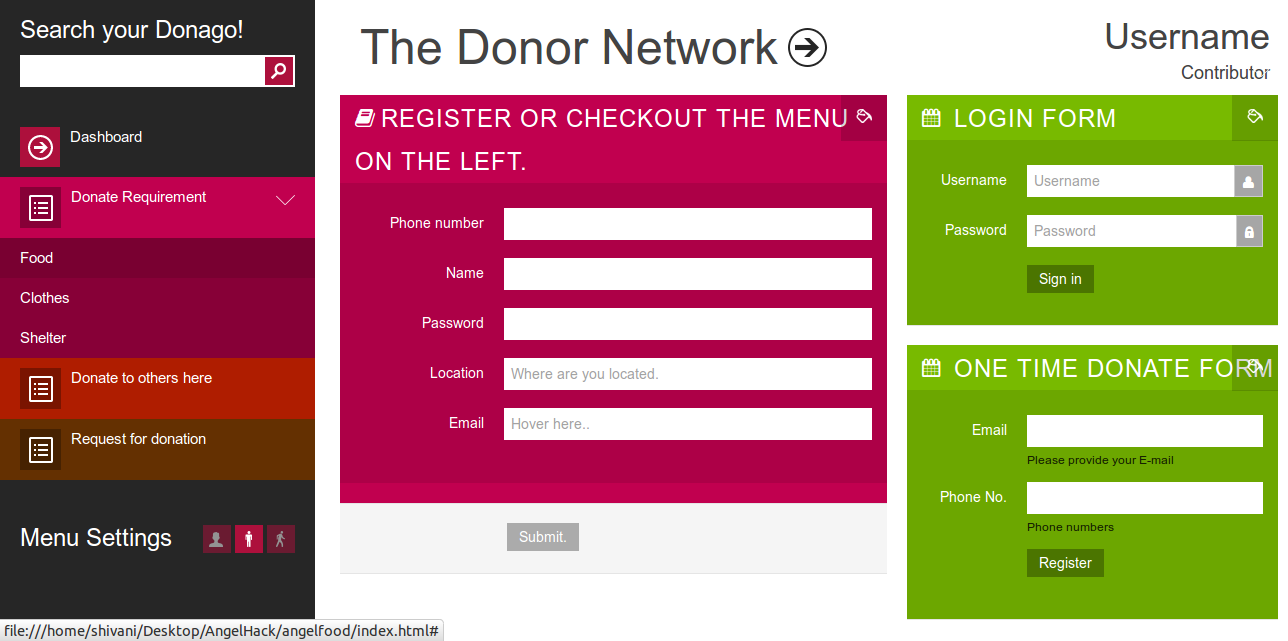 Search your Donago!
Dashboard
Donate Requirement
Food
Clothes
Shelter
Donate to others here
Request for donation
Menu Settings
The Donor Network
Username
Contributor
REGISTER OR CHECKOUT THE MENU
ON THE LEFT.
Phone number
Name
Password
Location Where are you located.
Email Hover here..
Submit.
LOGIN FORM
Username Username
Password Password
Sign in
ONE TIME DONATE FORM
Email
Please provide your E-mail
Phone No.
Phone numbers
Register
file:///home/shivani/Desktop/AngelHack/angelfood/index.html#